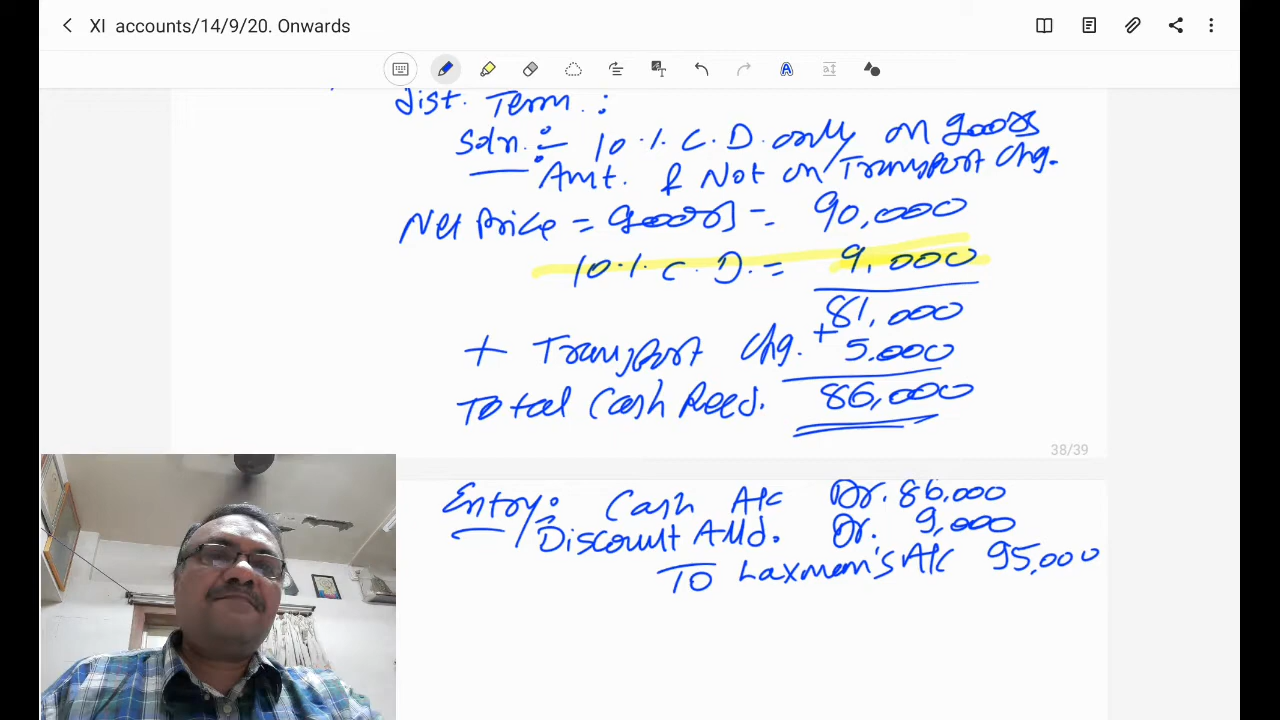 XI accounts/14/9/20. Onwards
Dist. Term :
Soln. :- 10 % C. D. only on goods
Amt. & Not on Transport Chg.
Net Price = goods = 90,000
10 % C. D. = 9,000
81,000
+ Transport Chg. + 5,000
Total Cash Recd. 86,000
38/39
Entry :- Cash A/c Dr. 86,000
Discount Alld. Dr. 9,000
To Laxman's A/c 95,000